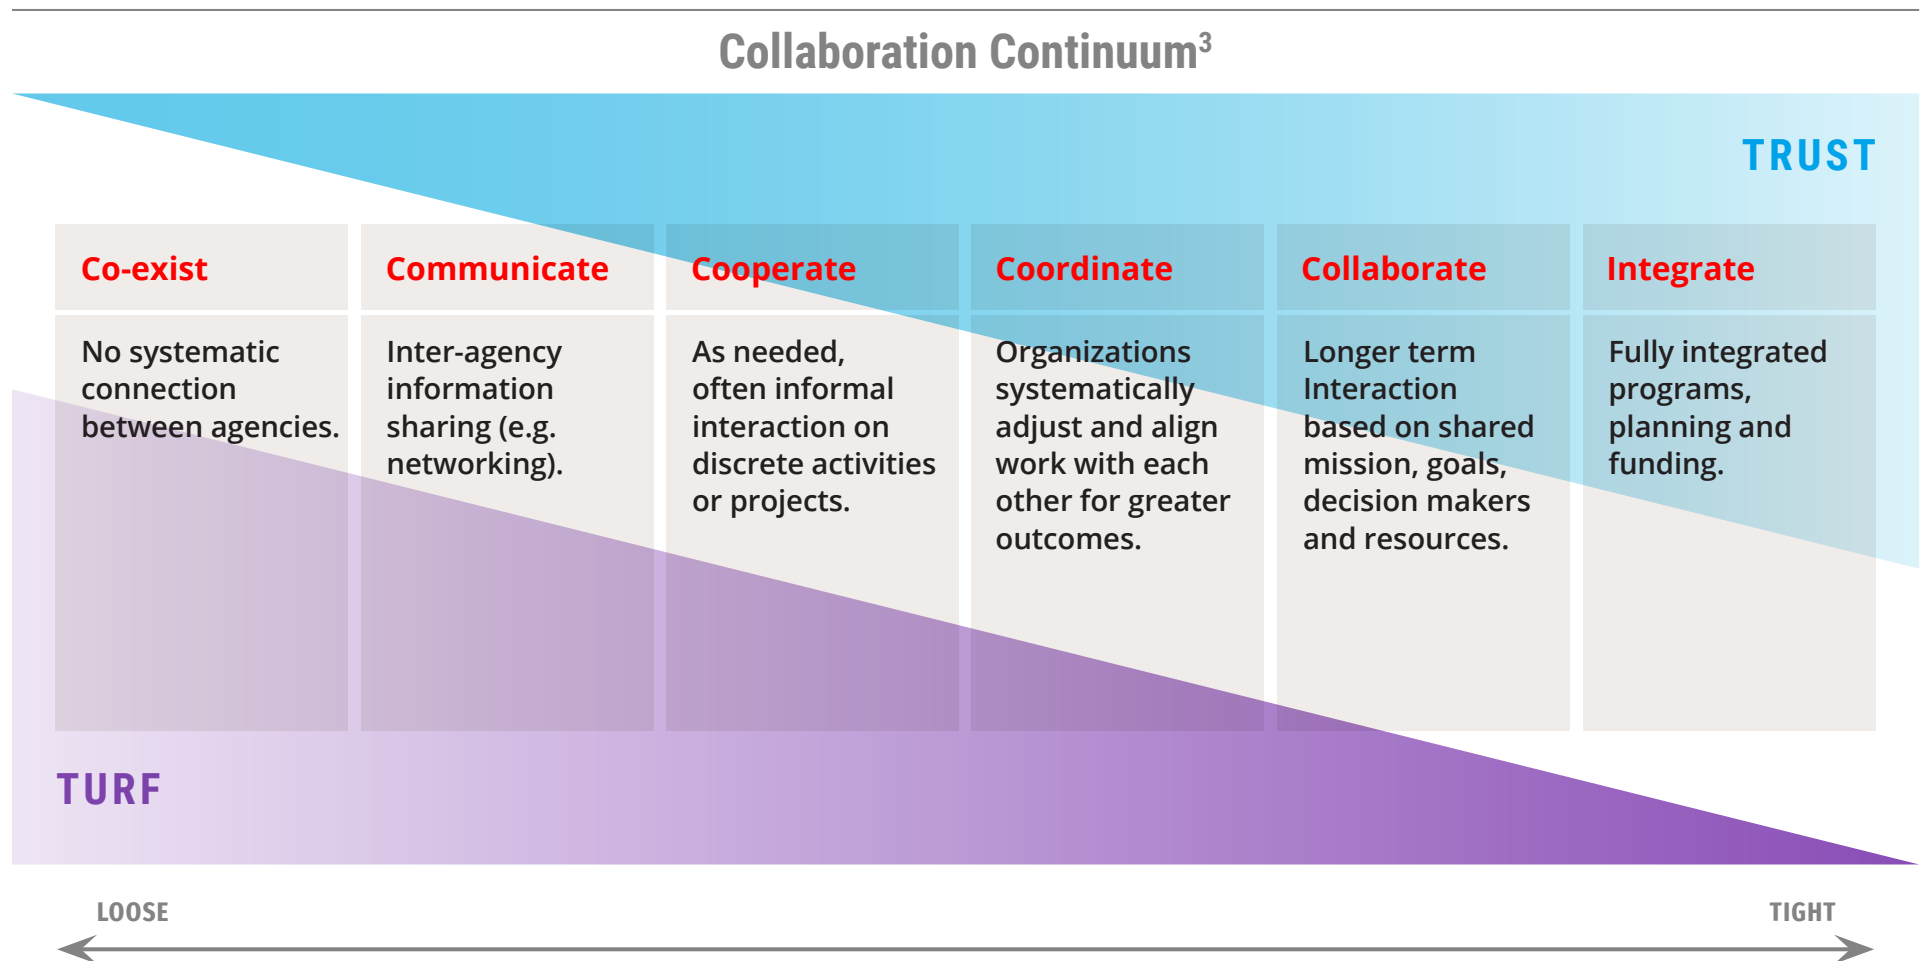 Collaboration Continuum³
TRUST
Co-exist
No systematic
connection
between agencies.
Communicate
Inter-agency
information
sharing (e.g.
networking).
Cooperate
As needed,
often informal
interaction on
discrete activities
or projects.
Coordinate
Organizations
systematically
adjust and align
work with each
other for greater
outcomes.
Collaborate
Longer term
Interaction
based on shared
mission, goals,
decision makers
and resources.
Integrate
Fully integrated
programs,
planning and
funding.
TURF
LOOSE
TIGHT